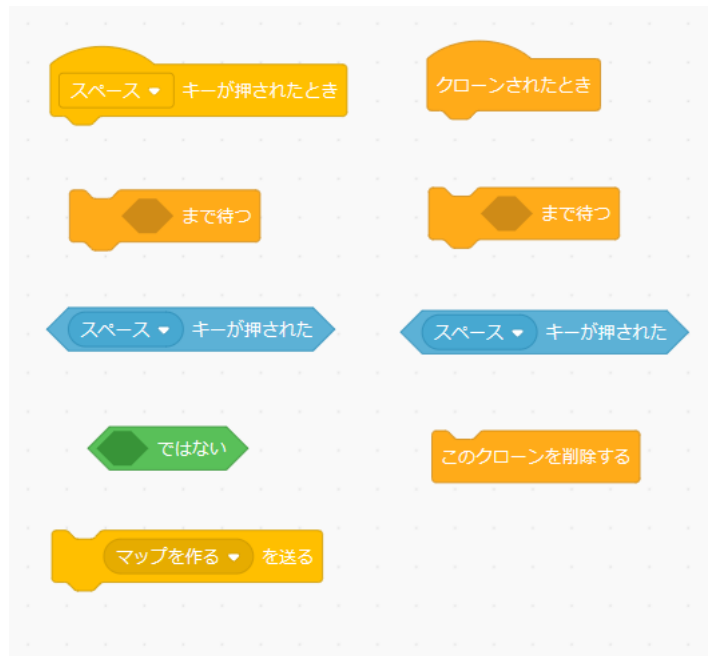 スペース キーが押されたとき
クローンされたとき
まで待つ
まで待つ
スペース キーが押された
スペース キーが押された
ではない
このクローンを削除する
マップを作る を送る